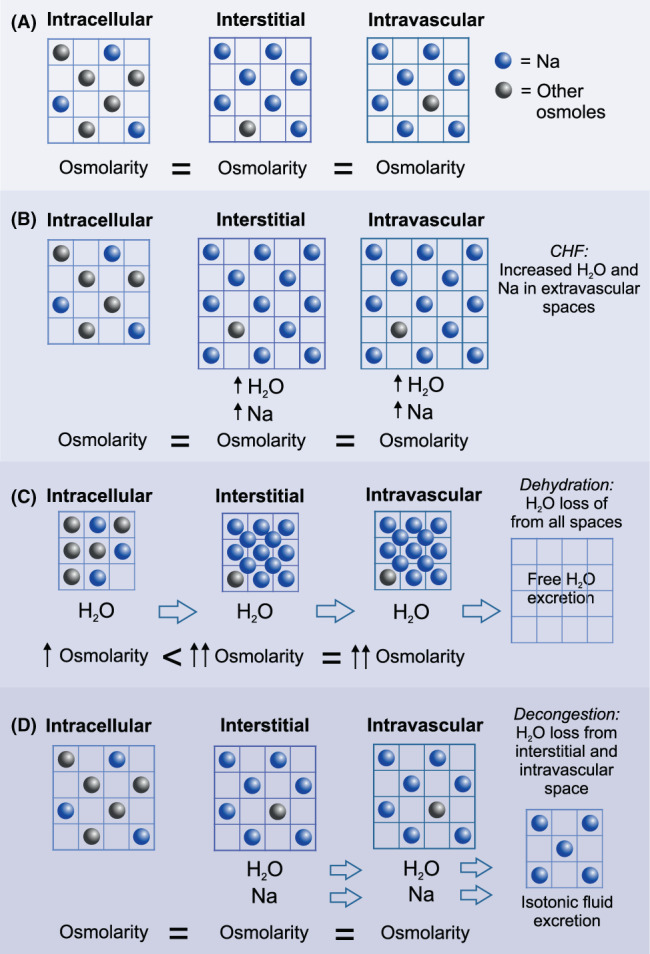 (A) Intracellular Interstitial Intravascular
= Na
= Other
osmoles
Osmolarity = Osmolarity = Osmolarity
(B) Intracellular Interstitial Intravascular
CHF:
Increased H₂O and
Na in extravascular
spaces
↑ H₂O ↑ H₂O
↑ Na ↑ Na
Osmolarity = Osmolarity = Osmolarity
(C) Intracellular Interstitial Intravascular
Dehydration:
H₂O loss of
from all spaces
Free H₂O
excretion
H₂O H₂O H₂O
↑ Osmolarity < ↑↑ Osmolarity = ↑↑ Osmolarity
(D) Intracellular Interstitial Intravascular
Decongestion:
H₂O loss from
interstitial and
intravascular
space
H₂O H₂O
Na Na
Isotonic fluid
excretion
Osmolarity = Osmolarity = Osmolarity